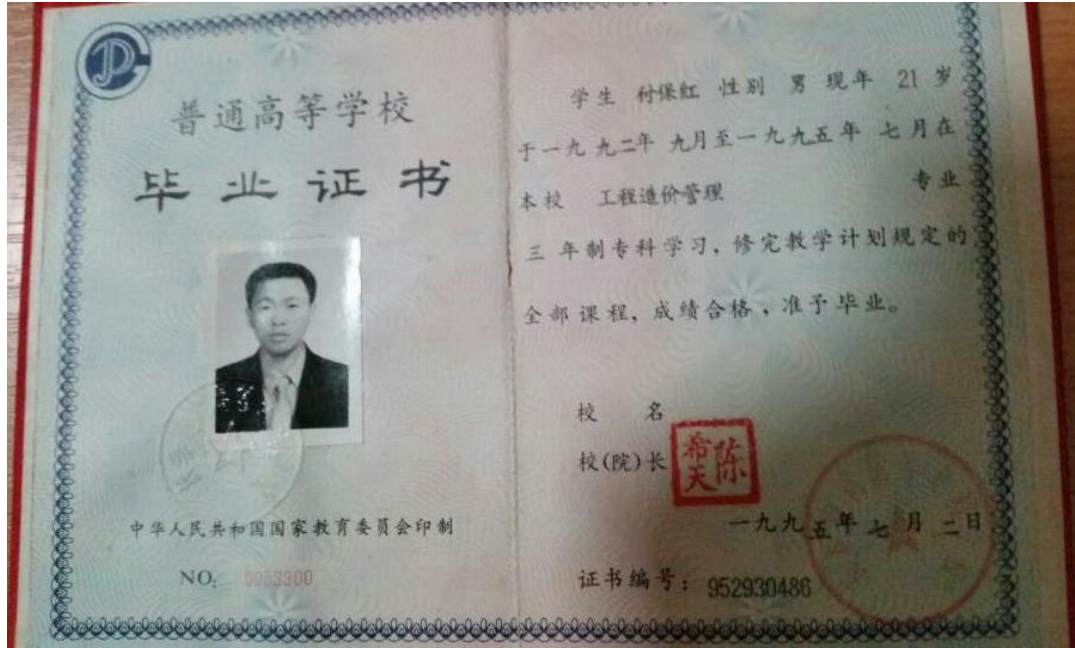 普通高等学校
毕业证书
中华人民共和国国家教育委员会印制
NO: 0053300
学生 付保红 性别 男 现年 21 岁
于一九九二年 九月至一九九五年 七月在
本校 工程造价管理 专业
三 年制专科学习，修完教学计划规定的
全部课程，成绩合格，准予毕业。
校 名
校(院)长 陈希天
一九九五年七月二日
证书编号：952930486